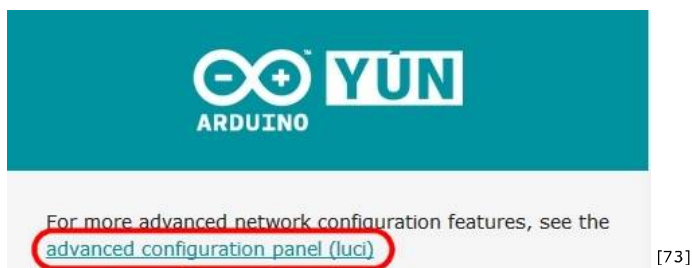 YÚN
ARDUINO
For more advanced network configuration features, see the
advanced configuration panel (luci)
[73]